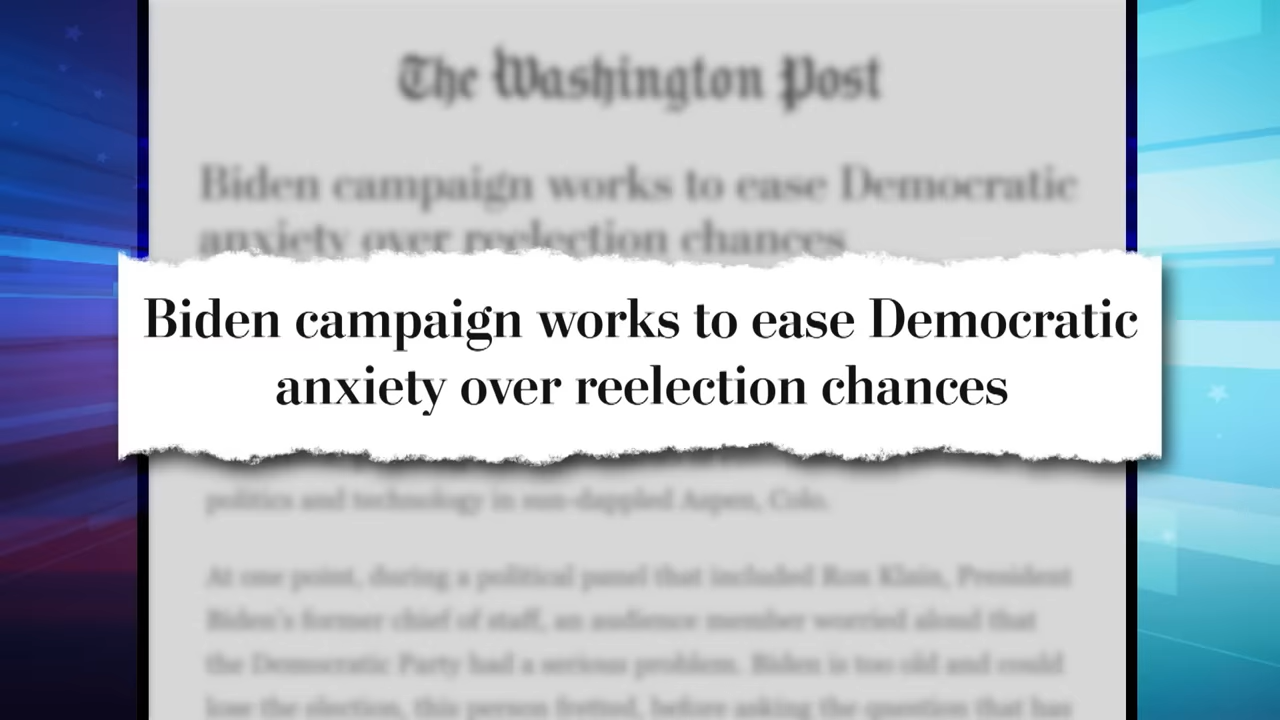 The Washington Post
Biden campaign works to ease Democratic
anxiety over reelection chances
Biden campaign works to ease Democratic
anxiety over reelection chances
politics and technology in sun-dappled Aspen, Colo.
At one point, during a political panel that included Ron Klain, President
Biden's former chief of staff, an audience member worried aloud that
the Democratic Party had a serious problem. Biden is too old and could
lose the election, this person fretted, before asking the question that has